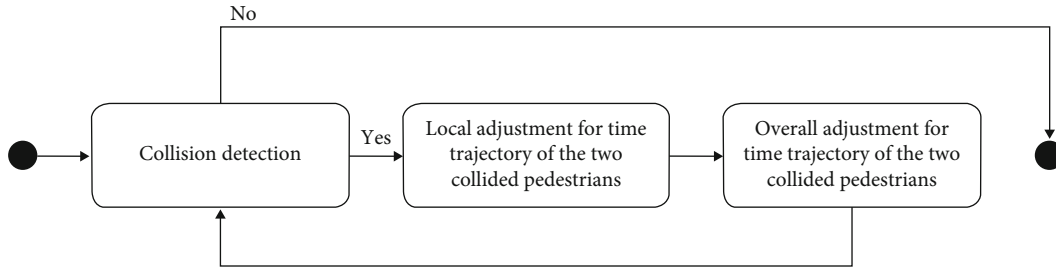 No
Collision detection
Yes
Local adjustment for time
trajectory of the two
collided pedestrians
Overall adjustment for
time trajectory of the two
collided pedestrians